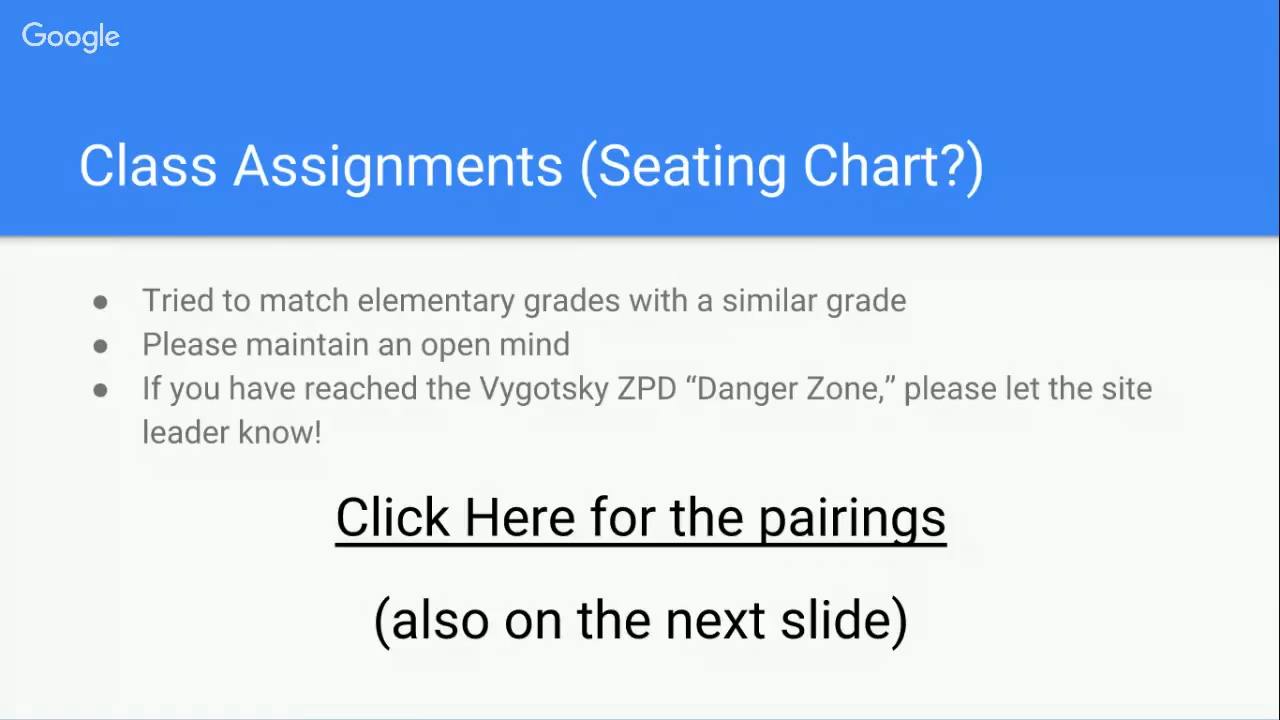 Google
Class Assignments (Seating Chart?)
● Tried to match elementary grades with a similar grade
● Please maintain an open mind
● If you have reached the Vygotsky ZPD “Danger Zone,” please let the site
leader know!
Click Here for the pairings
(also on the next slide)